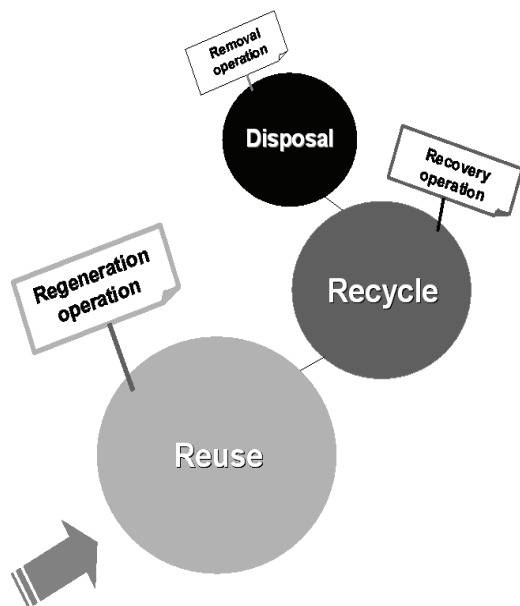 Removal
operation
Disposal
Recovery
operation
Recycle
Regeneration
operation
Reuse